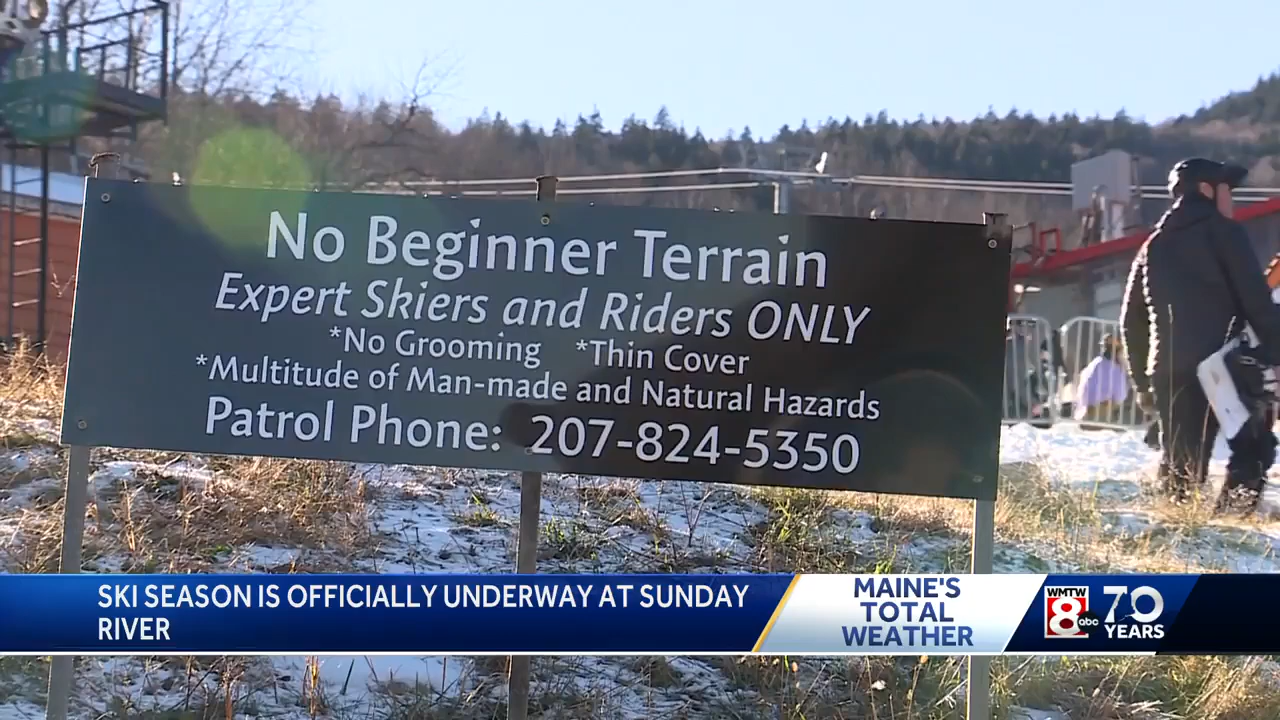 No Beginner Terrain
Expert Skiers and Riders ONLY
*No Grooming *Thin Cover
*Multitude of Man-made and Natural Hazards
Patrol Phone: 207-824-5350
SKI SEASON IS OFFICIALLY UNDERWAY AT SUNDAY
RIVER
MAINE'S
TOTAL
WEATHER
WMTW
8
abc
70
YEARS